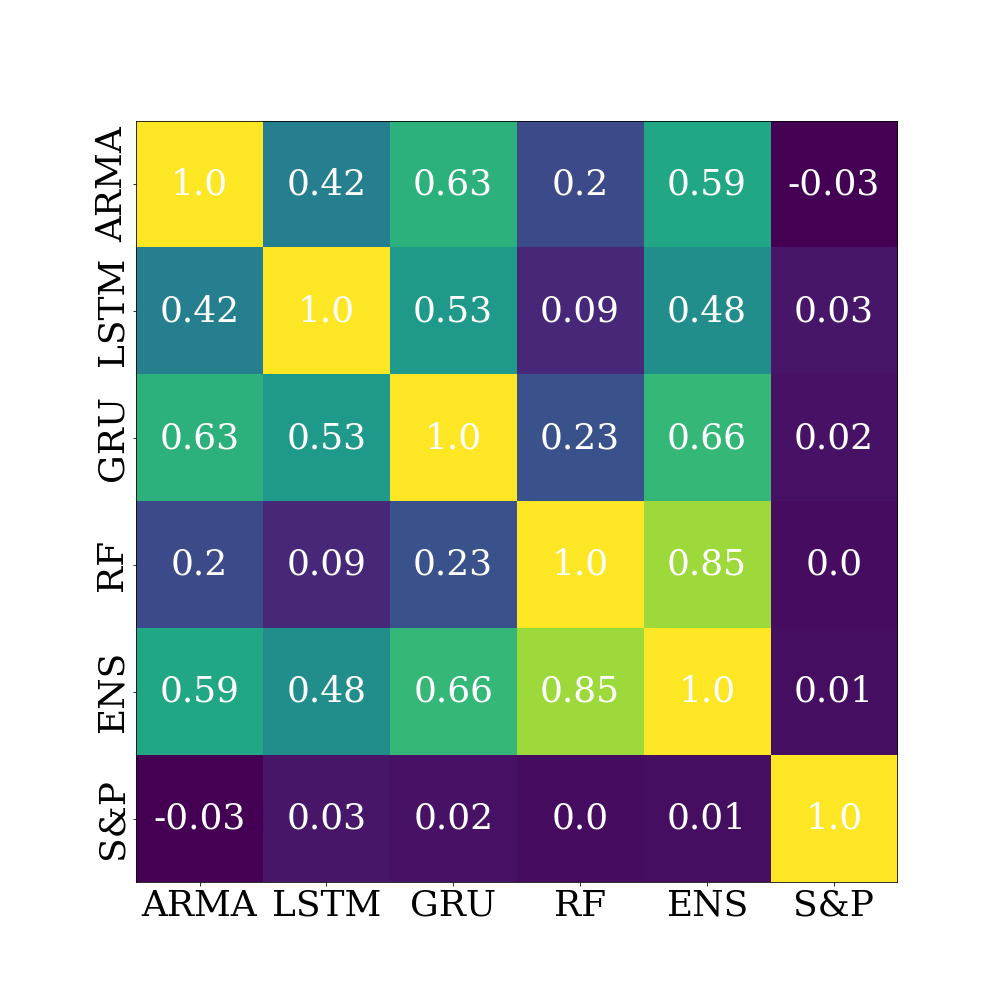 ARMA 1.0 0.42 0.63 0.2 0.59 -0.03
LSTM 0.42 1.0 0.53 0.09 0.48 0.03
GRU 0.63 0.53 1.0 0.23 0.66 0.02
RF 0.2 0.09 0.23 1.0 0.85 0.0
ENS 0.59 0.48 0.66 0.85 1.0 0.01
S&P -0.03 0.03 0.02 0.0 0.01 1.0
ARMA LSTM GRU RF ENS S&P